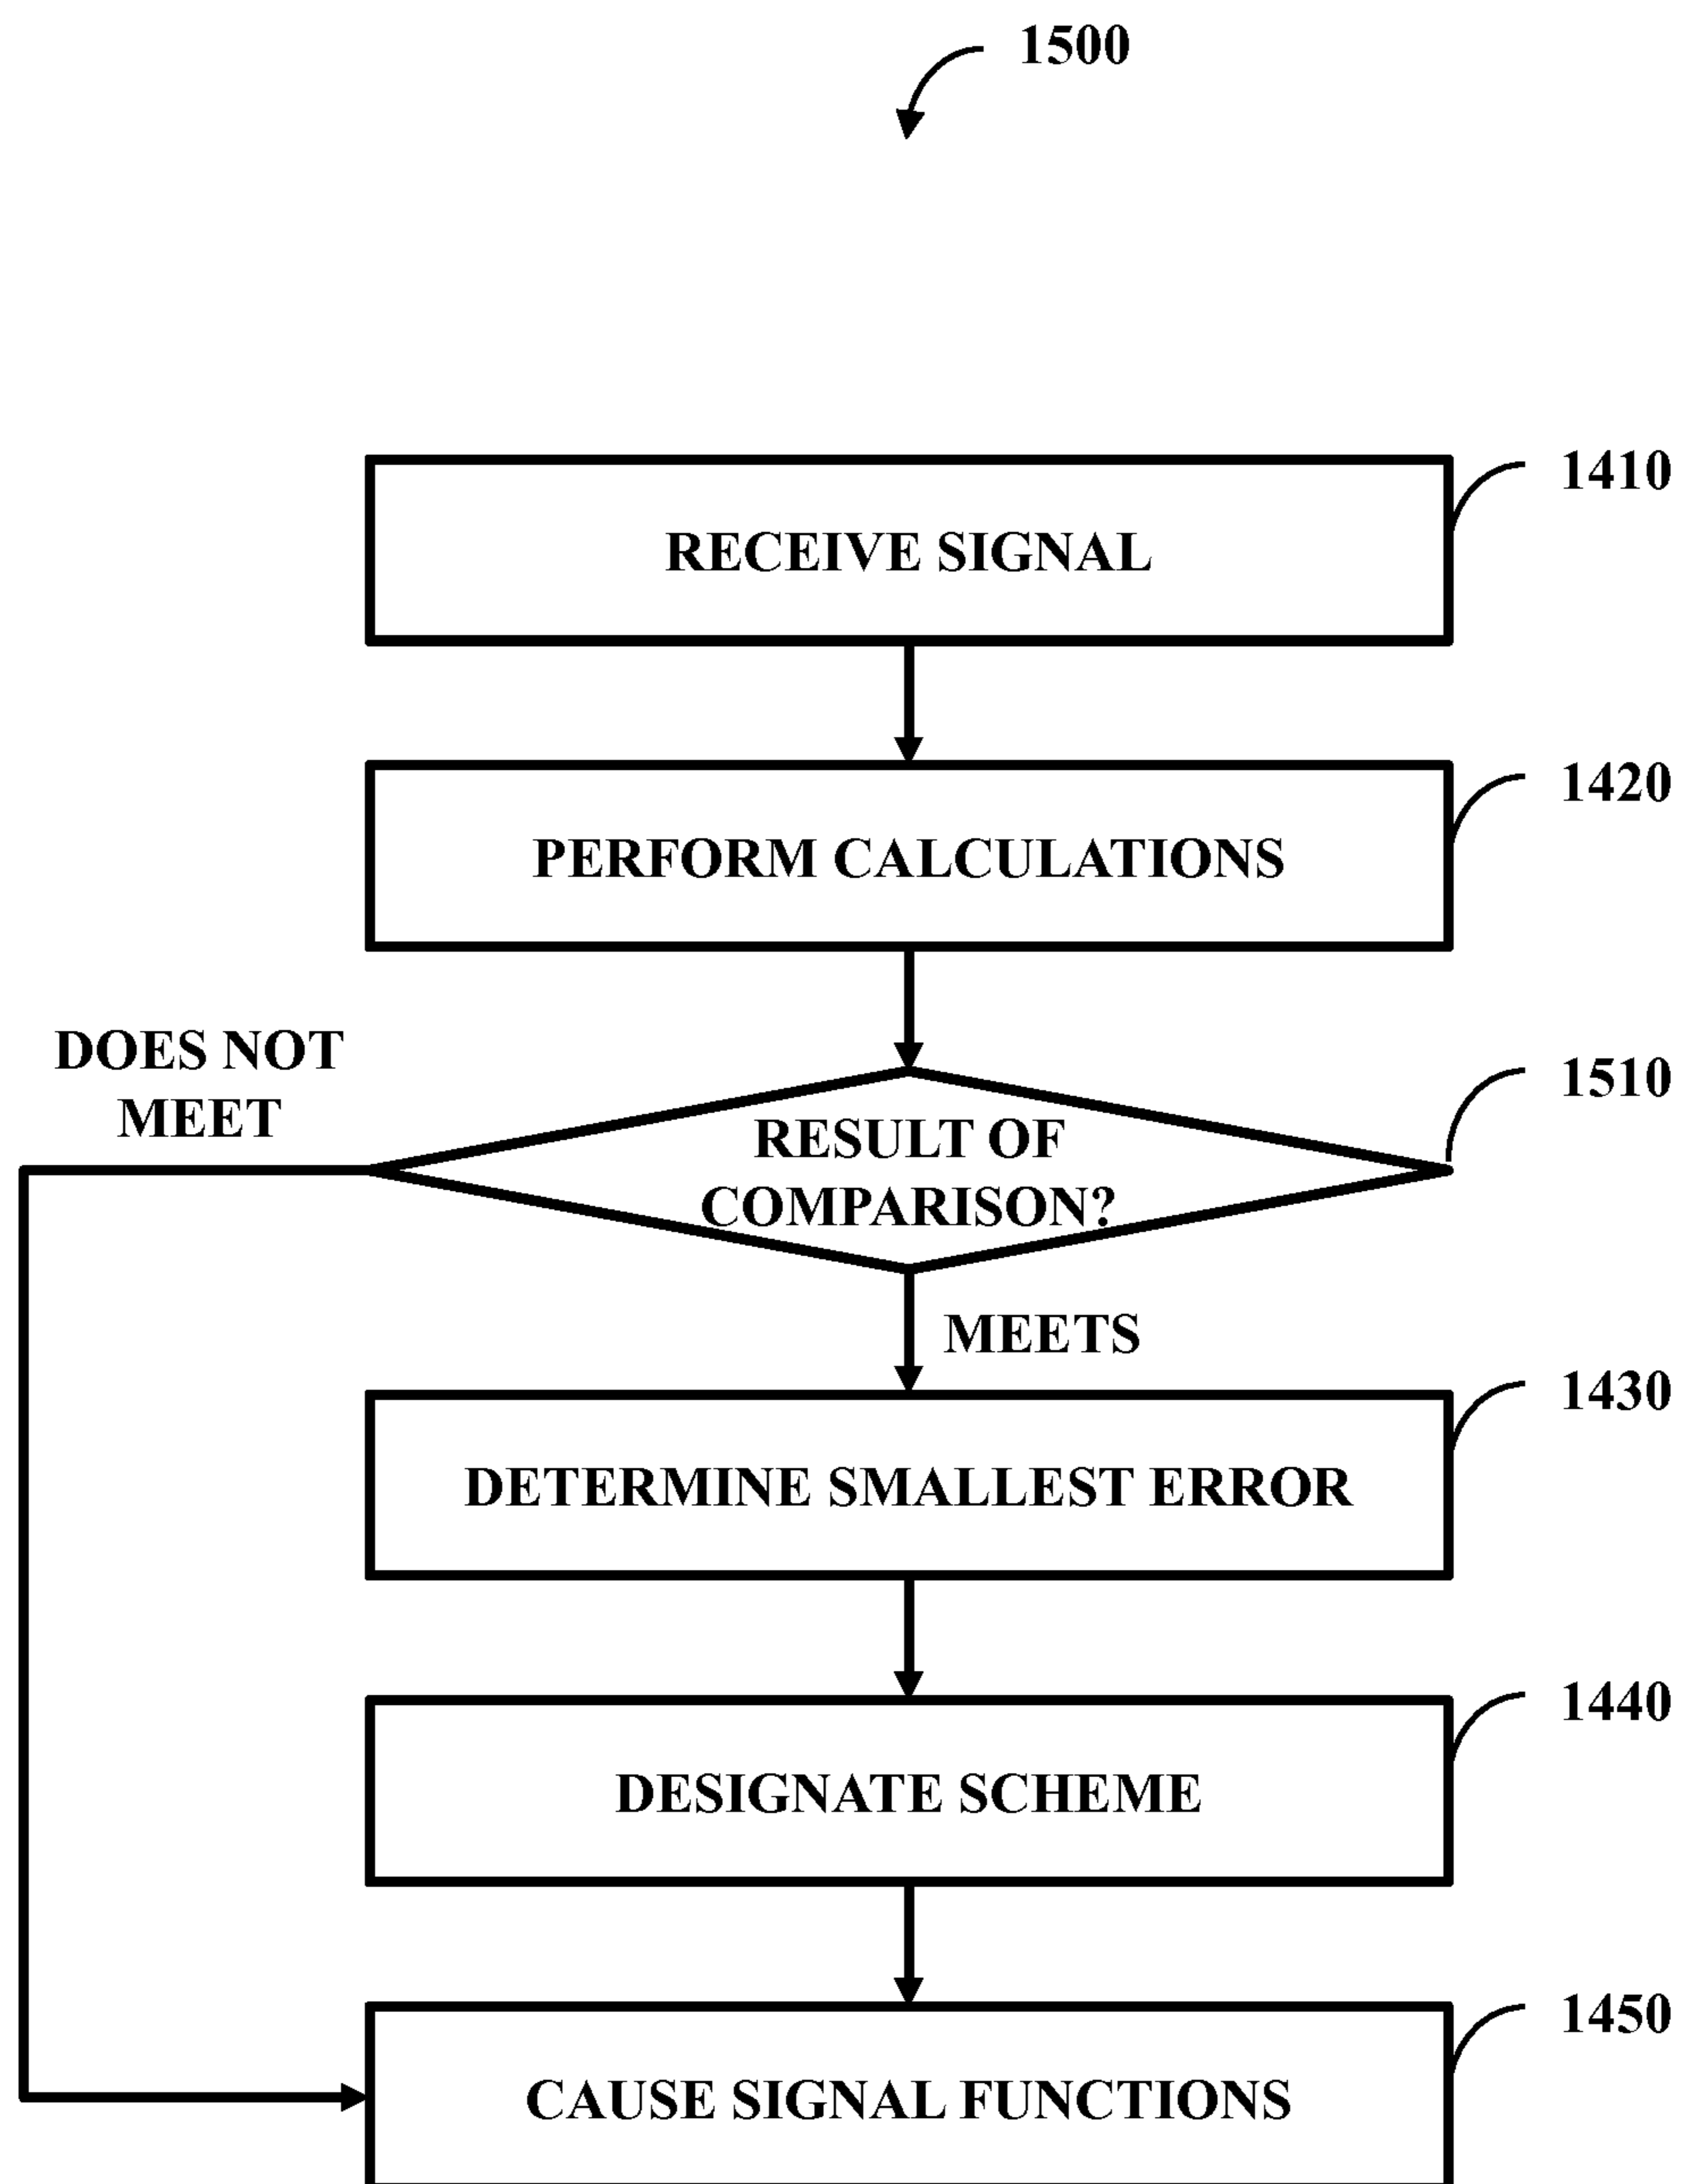 1500
1410
RECEIVE SIGNAL
1420
PERFORM CALCULATIONS
DOES NOT
MEET
1510
RESULT OF
COMPARISON?
MEETS
1430
DETERMINE SMALLEST ERROR
1440
DESIGNATE SCHEME
1450
CAUSE SIGNAL FUNCTIONS